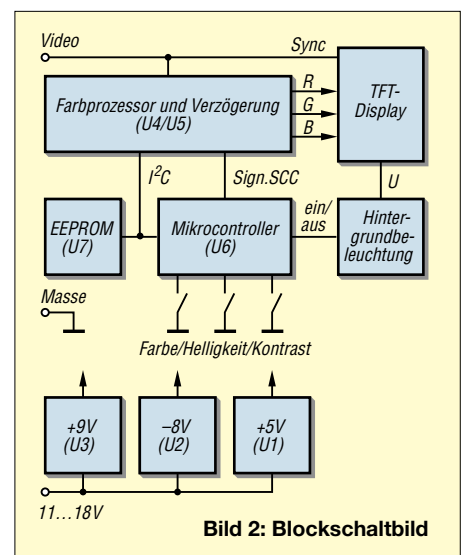 Video
Sync
Farbprozessor und Verzögerung
(U4/U5)
R
G
B
TFT-
Display
I²C
Sign.SCC
U
EEPROM
(U7)
Mikrocontroller
(U6)
ein/
aus
Hinter-
grundbe-
leuchtung
Masse
Farbe/Helligkeit/Kontrast
+9V
(U3)
–8V
(U2)
+5V
(U1)
11...18V
Bild 2: Blockschaltbild